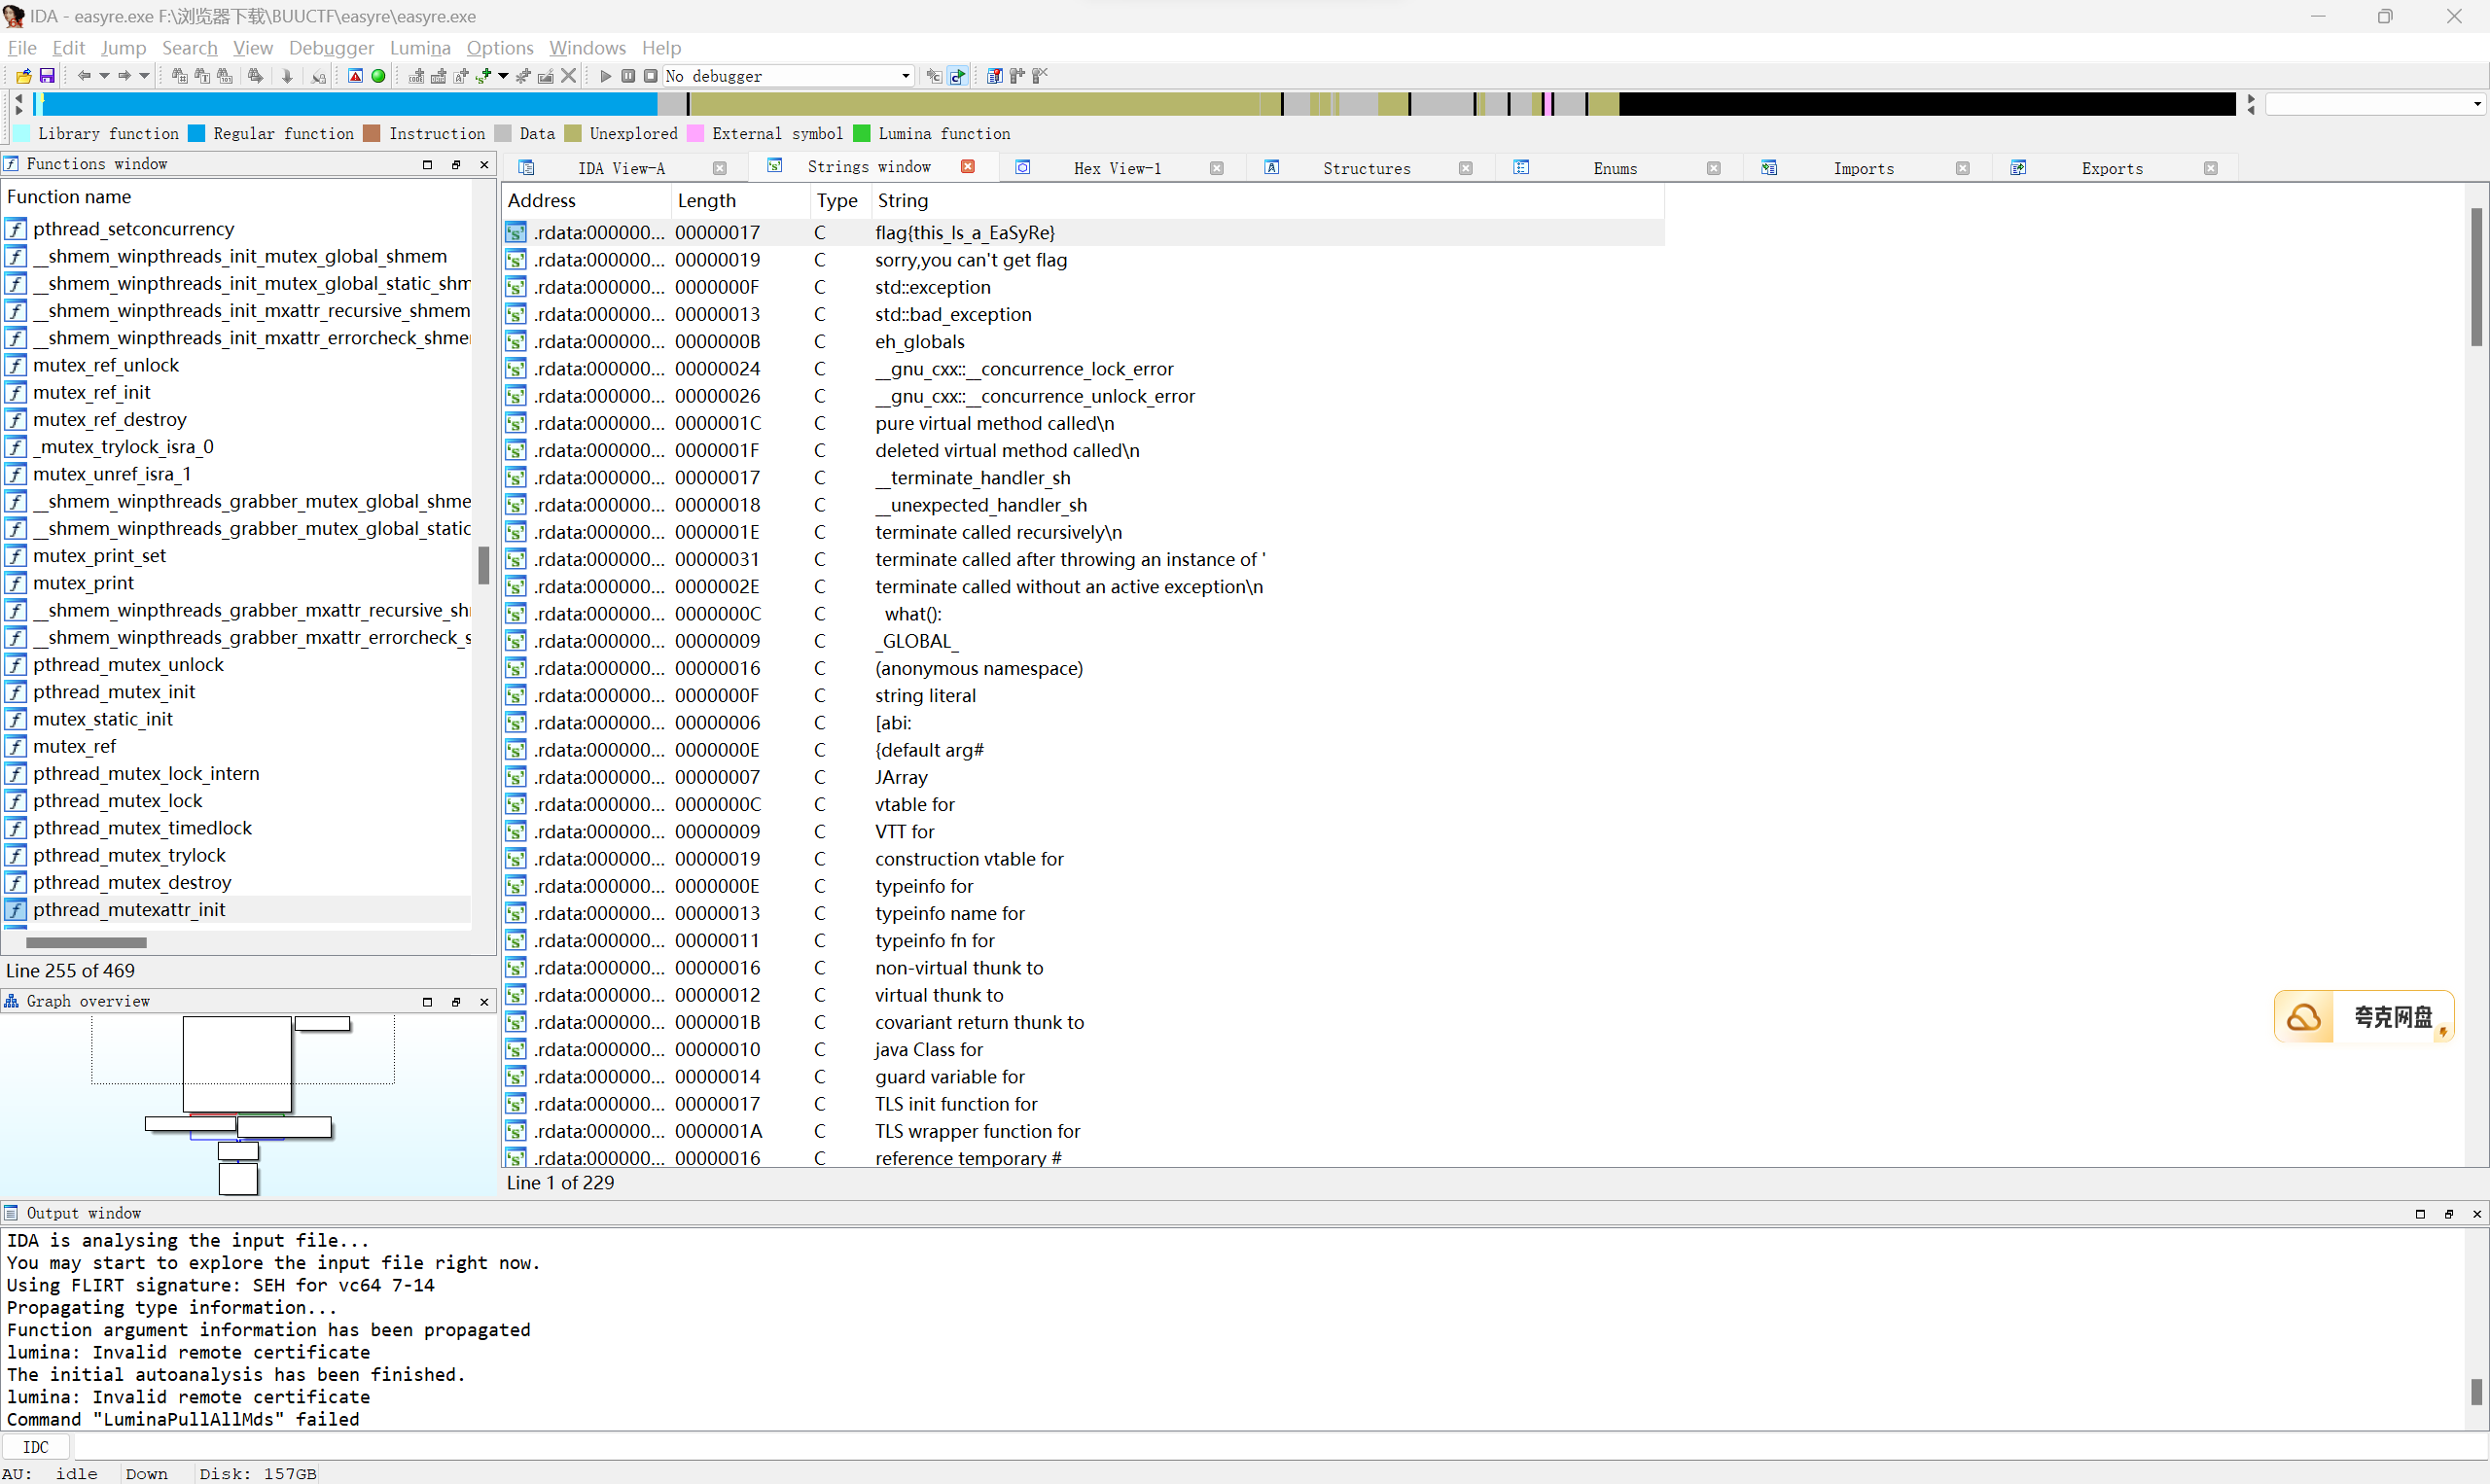 IDA - easyre.exe F:\浏览器下载\BUUCTF\easyre\easyre.exe
File Edit Jump Search View Debugger Lumina Options Windows Help
No debugger
Library function Regular function Instruction Data Unexplored External symbol Lumina function
Functions window
Function name
pthread_setconcurrency
__shmem_winpthreads_init_mutex_global_shmem
__shmem_winpthreads_init_mutex_global_static_shm
__shmem_winpthreads_init_mxattr_recursive_shmem
__shmem_winpthreads_init_mxattr_errorcheck_shme
mutex_ref_unlock
mutex_ref_init
mutex_ref_destroy
_mutex_trylock_isra_0
mutex_unref_isra_1
__shmem_winpthreads_grabber_mutex_global_shme
__shmem_winpthreads_grabber_mutex_global_static
mutex_print_set
mutex_print
__shmem_winpthreads_grabber_mxattr_recursive_sh
__shmem_winpthreads_grabber_mxattr_errorcheck_s
pthread_mutex_unlock
pthread_mutex_init
mutex_static_init
mutex_ref
pthread_mutex_lock_intern
pthread_mutex_lock
pthread_mutex_timedlock
pthread_mutex_trylock
pthread_mutex_destroy
pthread_mutexattr_init
Line 255 of 469
Graph overview
IDA View-A Strings window Hex View-1 Structures Enums Imports Exports
Address Length Type String
.rdata:000000... 00000017 C flag{this_Is_a_EaSyRe}
.rdata:000000... 00000019 C sorry,you can't get flag
.rdata:000000... 0000000F C std::exception
.rdata:000000... 00000013 C std::bad_exception
.rdata:000000... 0000000B C eh_globals
.rdata:000000... 00000024 C __gnu_cxx::__concurrence_lock_error
.rdata:000000... 00000026 C __gnu_cxx::__concurrence_unlock_error
.rdata:000000... 0000001C C pure virtual method called\n
.rdata:000000... 0000001F C deleted virtual method called\n
.rdata:000000... 00000017 C __terminate_handler_sh
.rdata:000000... 00000018 C __unexpected_handler_sh
.rdata:000000... 0000001E C terminate called recursively\n
.rdata:000000... 00000031 C terminate called after throwing an instance of '
.rdata:000000... 0000002E C terminate called without an active exception\n
.rdata:000000... 0000000C C what():
.rdata:000000... 00000009 C _GLOBAL_
.rdata:000000... 00000016 C (anonymous namespace)
.rdata:000000... 0000000F C string literal
.rdata:000000... 00000006 C [abi:
.rdata:000000... 0000000E C {default arg#
.rdata:000000... 00000007 C JArray
.rdata:000000... 0000000C C vtable for
.rdata:000000... 00000009 C VTT for
.rdata:000000... 00000019 C construction vtable for
.rdata:000000... 0000000E C typeinfo for
.rdata:000000... 00000013 C typeinfo name for
.rdata:000000... 00000011 C typeinfo fn for
.rdata:000000... 00000016 C non-virtual thunk to
.rdata:000000... 00000012 C virtual thunk to
.rdata:000000... 0000001B C covariant return thunk to
.rdata:000000... 00000010 C java Class for
.rdata:000000... 00000014 C guard variable for
.rdata:000000... 00000017 C TLS init function for
.rdata:000000... 0000001A C TLS wrapper function for
.rdata:000000... 00000016 C reference temporary #
Line 1 of 229
夸克网盘
Output window
IDA is analysing the input file...
You may start to explore the input file right now.
Using FLIRT signature: SEH for vc64 7-14
Propagating type information...
Function argument information has been propagated
lumina: Invalid remote certificate
The initial autoanalysis has been finished.
lumina: Invalid remote certificate
Command "LuminaPullAllMds" failed
IDC
AU: idle Down Disk: 157GB